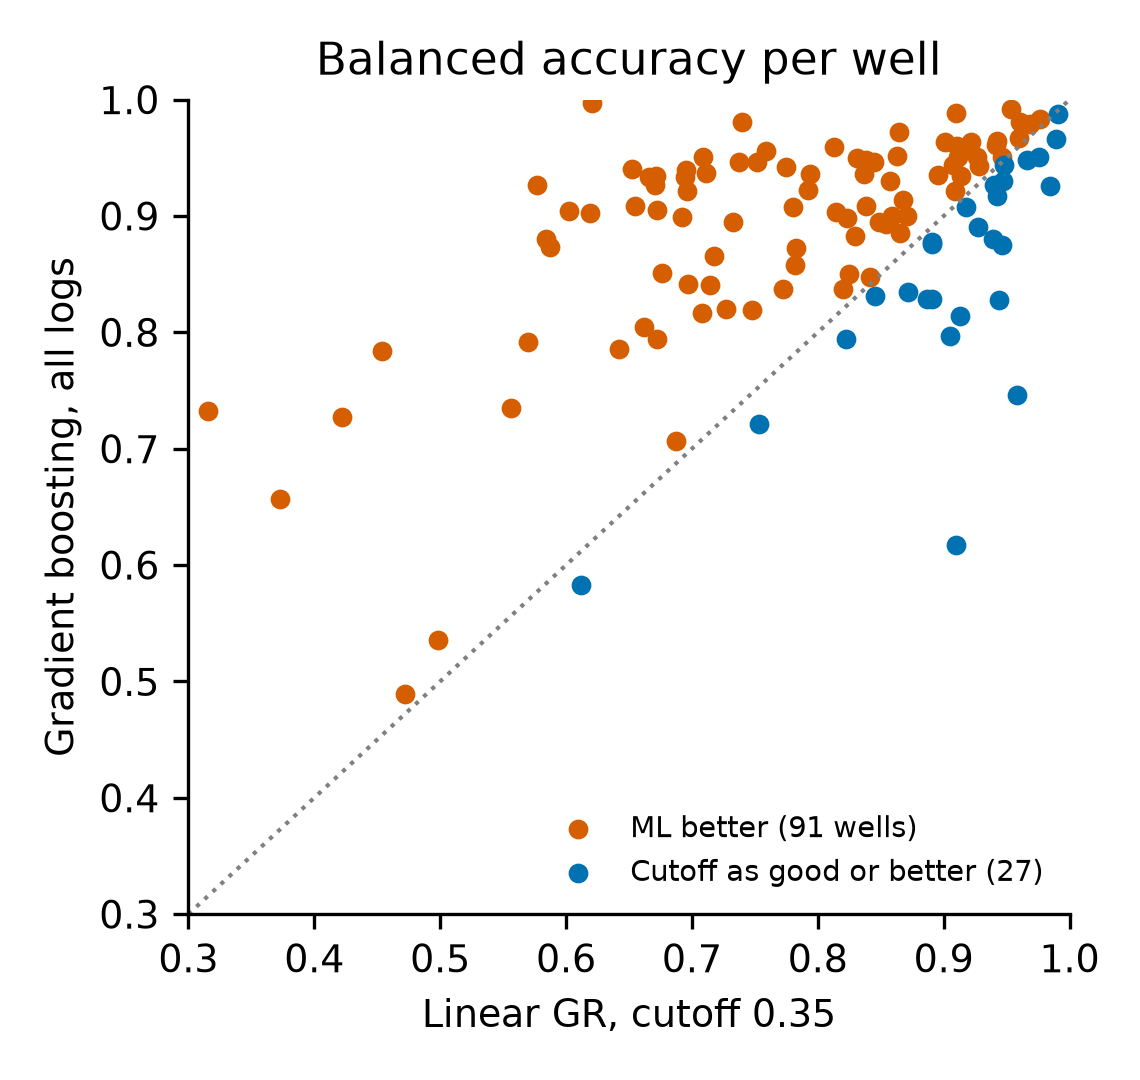 Balanced accuracy per well
1.0
0.9
0.8
0.7
0.6
0.5
0.4
0.3
Gradient boosting, all logs
ML better (91 wells)
Cutoff as good or better (27)
0.3 0.4 0.5 0.6 0.7 0.8 0.9 1.0
Linear GR, cutoff 0.35